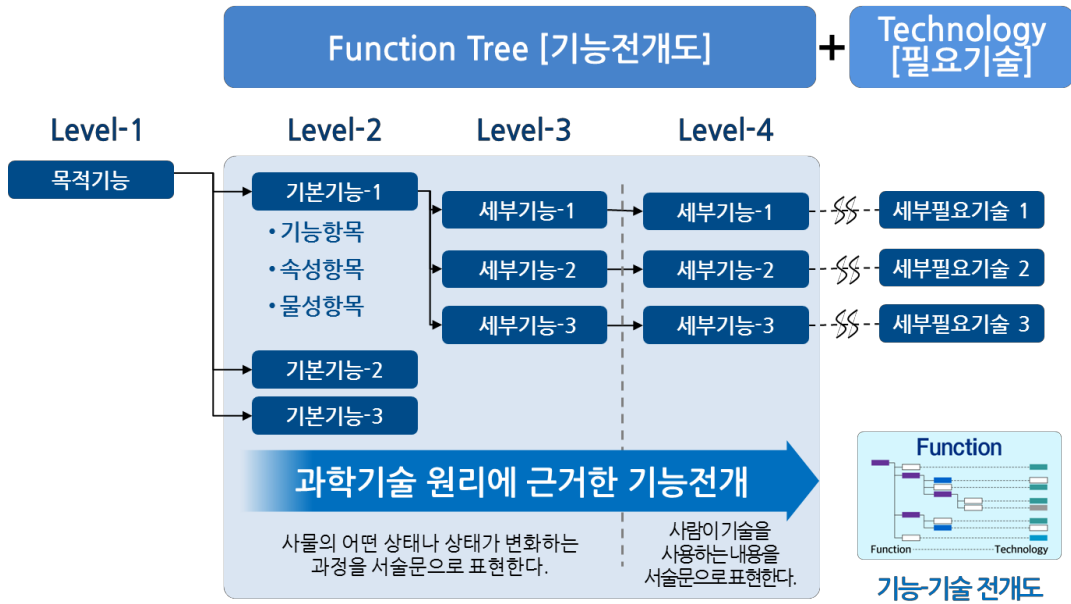 Function Tree [기능전개도]
+
Technology
[필요기술]
Level-1
Level-2
Level-3
Level-4
목적기능
기본기능-1
• 기능항목
• 속성항목
• 물성항목
기본기능-2
기본기능-3
세부기능-1
세부기능-2
세부기능-3
세부기능-1
세부기능-2
세부기능-3
세부필요기술 1
세부필요기술 2
세부필요기술 3
과학기술 원리에 근거한 기능전개
사물의 어떤 상태나 상태가 변화하는
과정을 서술문으로 표현한다.
사람이 기술을
사용하는 내용을
서술문으로 표현한다.
Function
Function
Technology
기능-기술 전개도